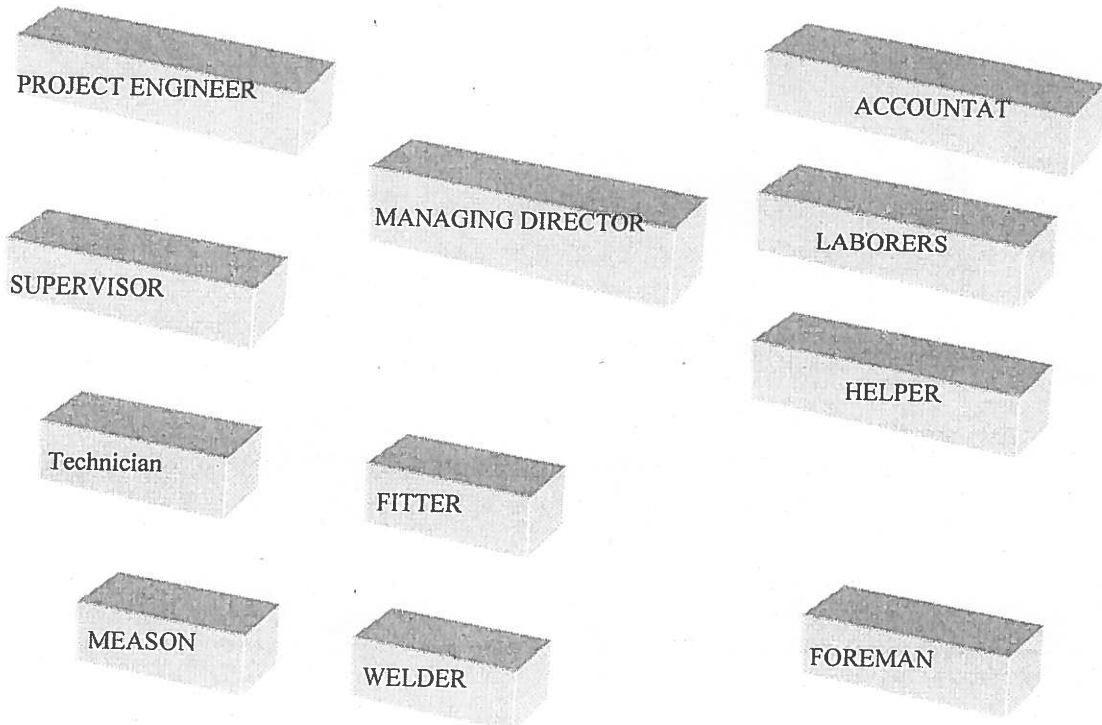 PROJECT ENGINEER
ACCOUNTAT
MANAGING DIRECTOR
LABORERS
SUPERVISOR
HELPER
Technician
FITTER
MEASON
WELDER
FOREMAN